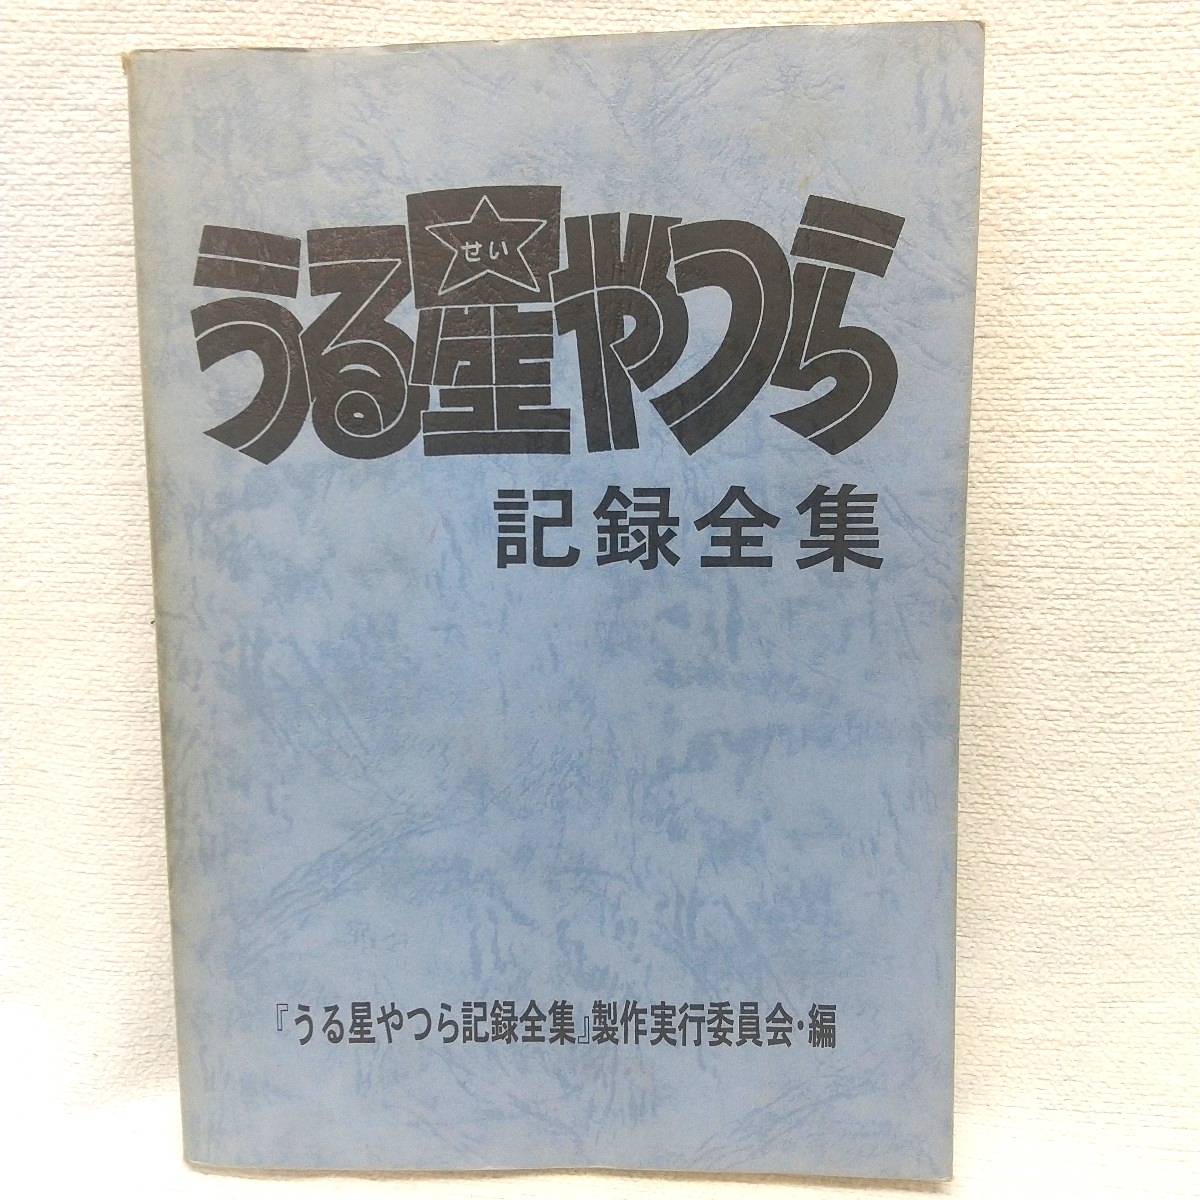 うる星やつら
せい
記録全集
『うる星やつら記録全集』製作実行委員会・編